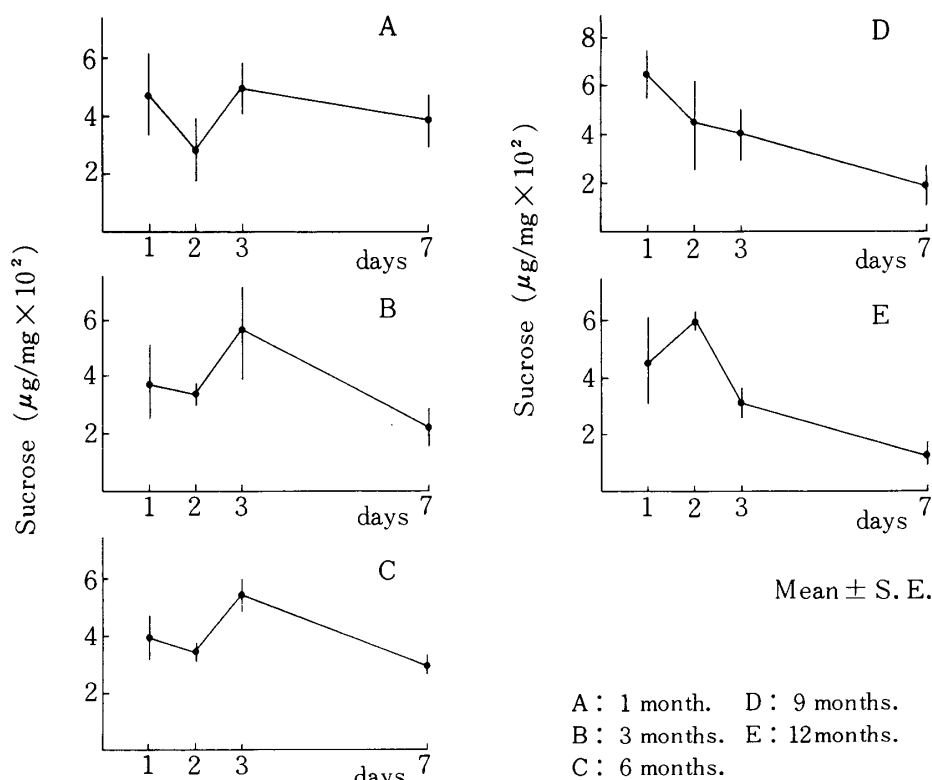 A
Sucrose (μg/mg × 10²)
6
4
2
1 2 3 7
days
B
6
4
2
1 2 3 7
days
C
6
4
2
1 2 3 7
days
D
Sucrose (μg/mg × 10²)
8
6
4
2
1 2 3 7
days
E
6
4
2
1 2 3 7
days
Mean ± S. E.
A : 1 month. D : 9 months.
B : 3 months. E : 12months.
C : 6 months.